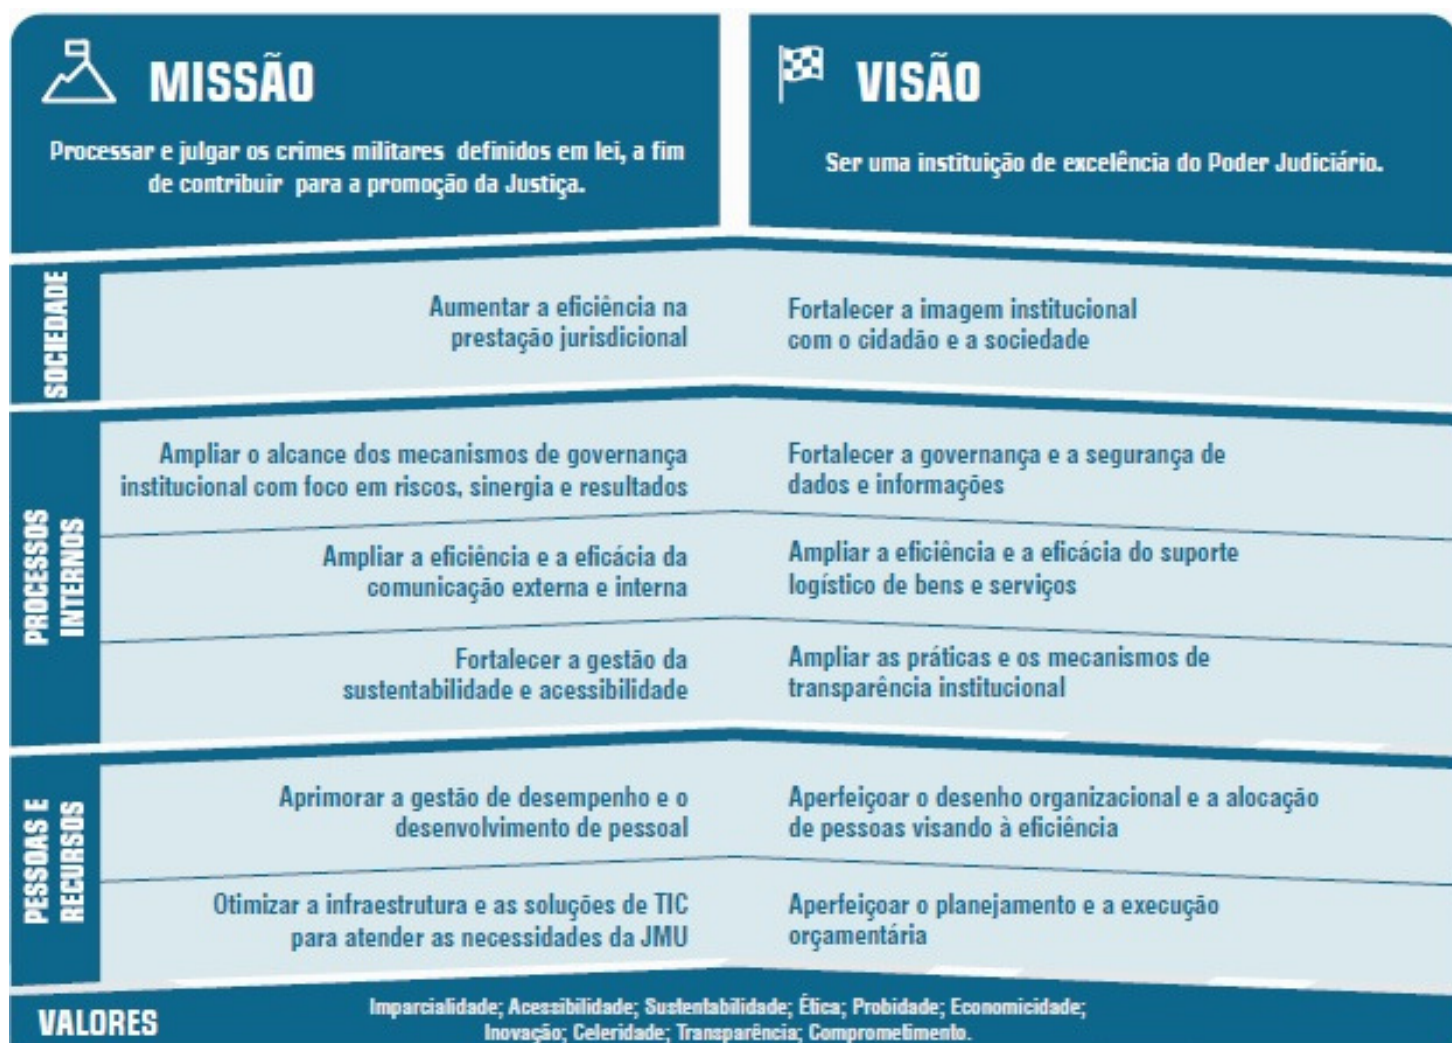 MISSÃO
Processar e julgar os crimes militares definidos em lei, a fim
de contribuir para a promoção da Justiça.
VISÃO
Ser uma instituição de excelência do Poder Judiciário.
SOCIEDADE
Aumentar a eficiência na
prestação jurisdicional
Fortalecer a imagem institucional
com o cidadão e a sociedade
PROCESSOS
INTERNOS
Ampliar o alcance dos mecanismos de governança
institucional com foco em riscos, sinergia e resultados
Fortalecer a governança e a segurança de
dados e informações
Ampliar a eficiência e a eficácia da
comunicação externa e interna
Ampliar a eficiência e a eficácia do suporte
logístico de bens e serviços
Fortalecer a gestão da
sustentabilidade e acessibilidade
Ampliar as práticas e os mecanismos de
transparência institucional
PESSOAS E
RECURSOS
Aprimorar a gestão de desempenho e o
desenvolvimento de pessoal
Aperfeiçoar o desenho organizacional e a alocação
de pessoas visando à eficiência
Otimizar a infraestrutura e as soluções de TIC
para atender as necessidades da JMU
Aperfeiçoar o planejamento e a execução
orçamentária
VALORES
Imparcialidade; Acessibilidade; Sustentabilidade; Ética; Probidade; Economicidade;
Inovação; Celeridade; Transparência; Comprometimento.